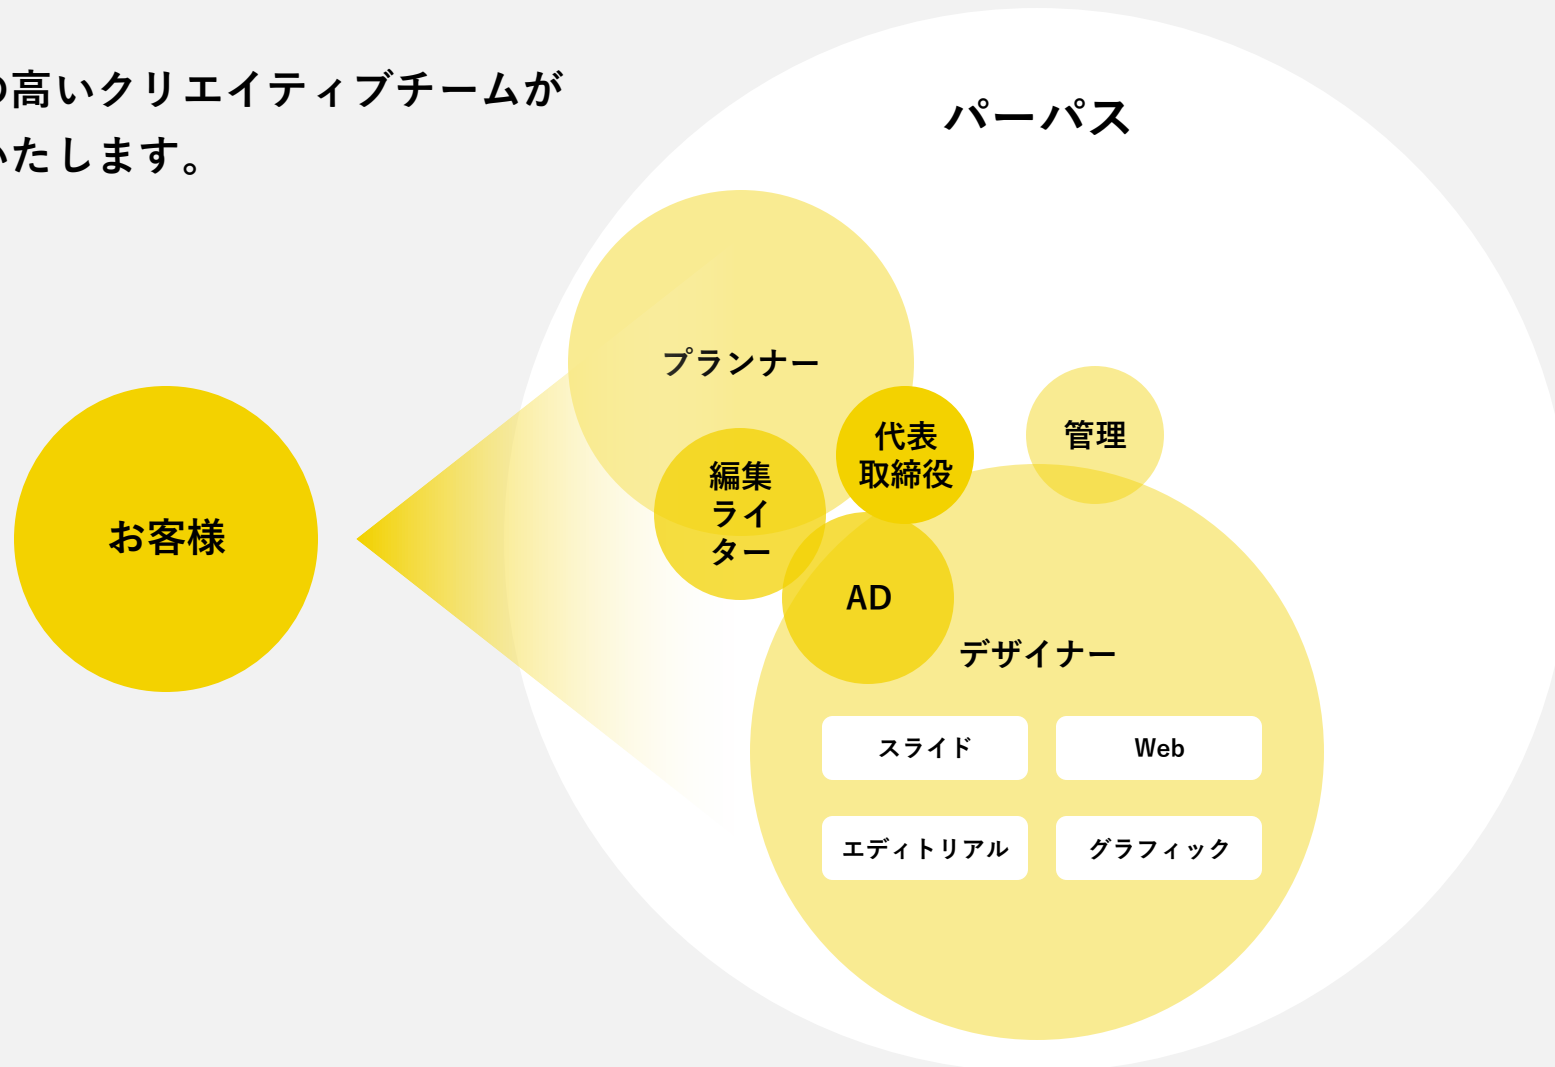 の高いクリエイティブチームが
いたします。
パーパス
プランナー
代表
取締役
管理
編集
ライ
ター
お客様
AD
デザイナー
スライド
Web
エディトリアル
グラフィック